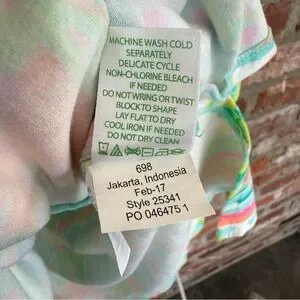 MACHINE WASH COLD
SEPARATELY
DELICATE CYCLE
NON-CHLORINE BLEACH
IF NEEDED
DO NOT WRING OR TWIST
BLOCK TO SHAPE
LAY FLAT TO DRY
COOL IRON IF NEEDED
DO NOT DRY CLEAN
698
Jakarta, Indonesia
Feb-17
Style 25341
PO 046475 1